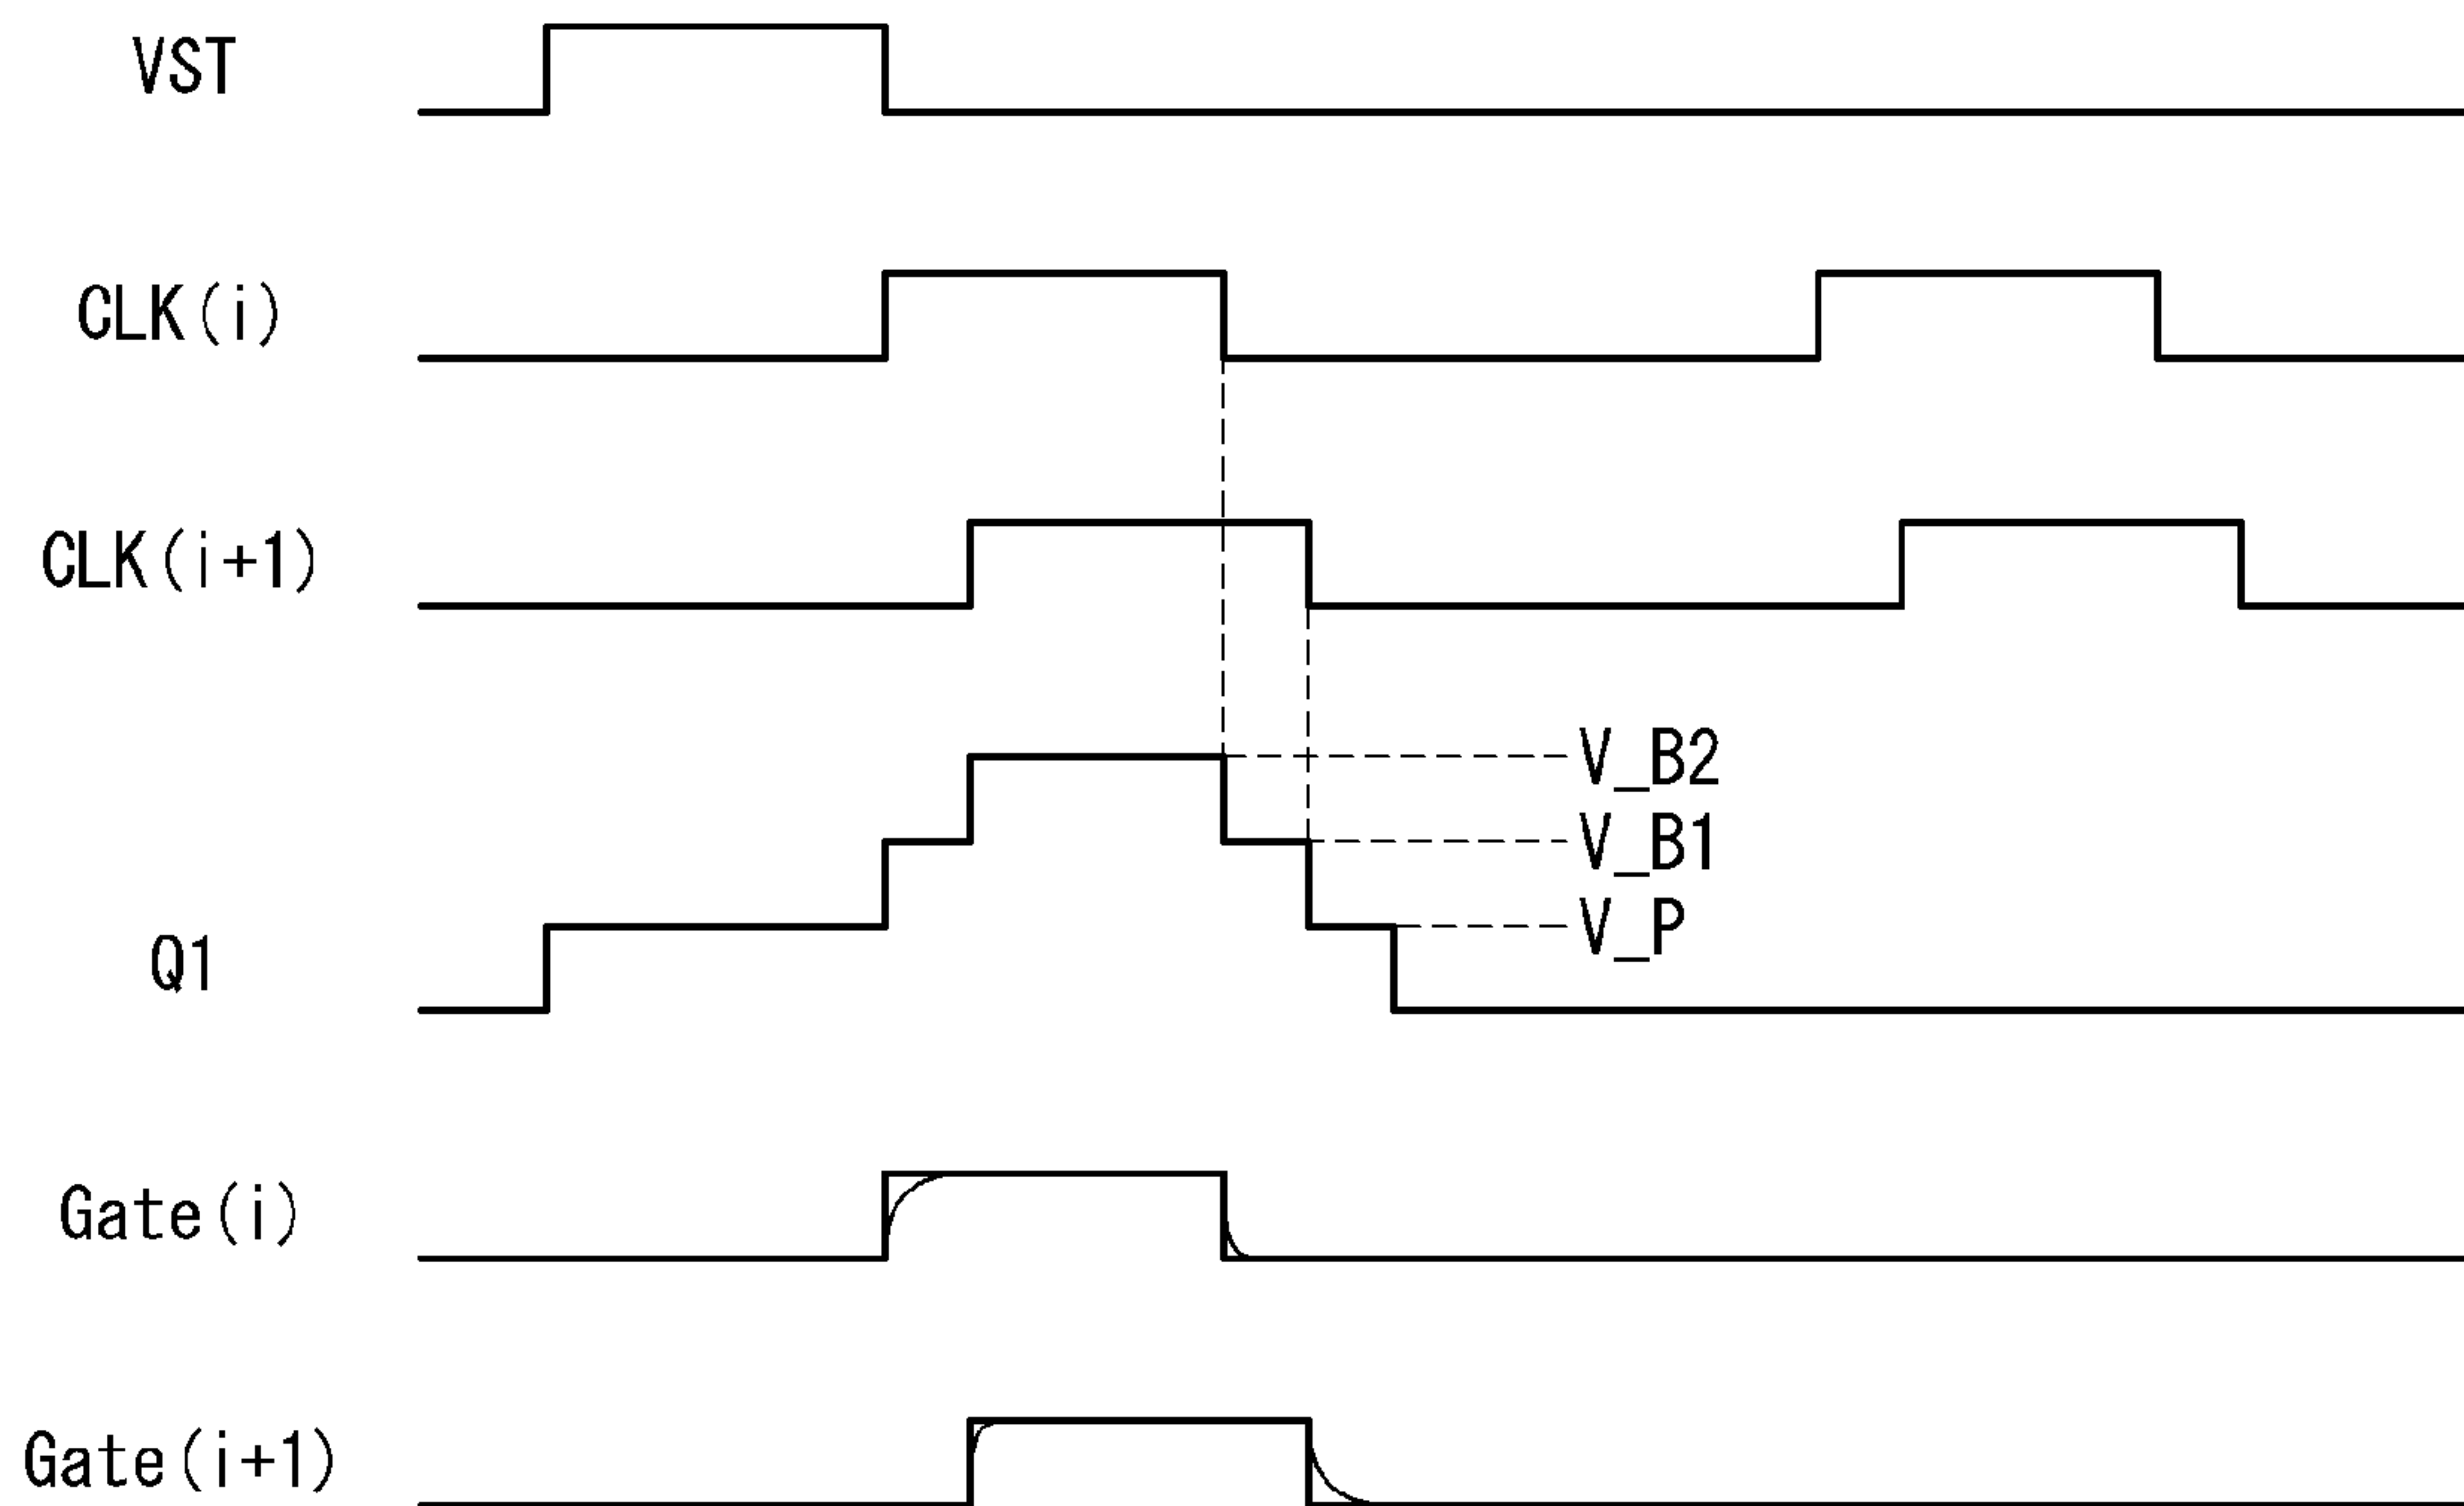 VST
CLK(i)
CLK(i+1)
V_B2
V_B1
V_P
Q1
Gate(i)
Gate(i+1)